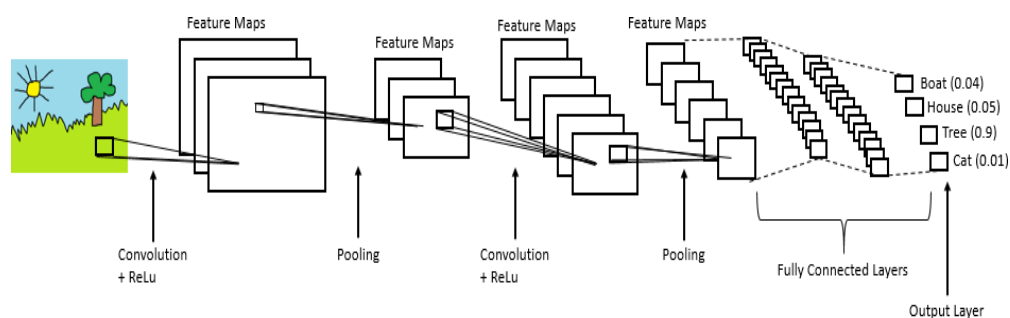 Feature Maps
Feature Maps
Feature Maps
Feature Maps
Boat (0.04)
House (0.05)
Tree (0.9)
Cat (0.01)
Convolution
+ ReLu
Pooling
Convolution
+ ReLu
Pooling
Fully Connected Layers
Output Layer